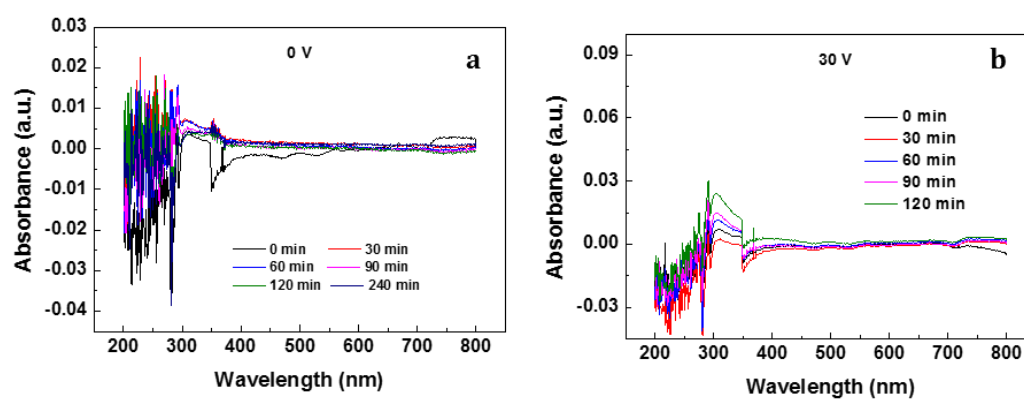 0 V
a
Absorbance (a.u.)
0.03
0.02
0.01
0.00
-0.01
-0.02
-0.03
-0.04
0 min
30 min
60 min
90 min
120 min
240 min
200 300 400 500 600 700 800
Wavelength (nm)
30 V
b
Absorbance (a.u.)
0.09
0.06
0.03
0.00
-0.03
0 min
30 min
60 min
90 min
120 min
200 300 400 500 600 700 800
Wavelength (nm)